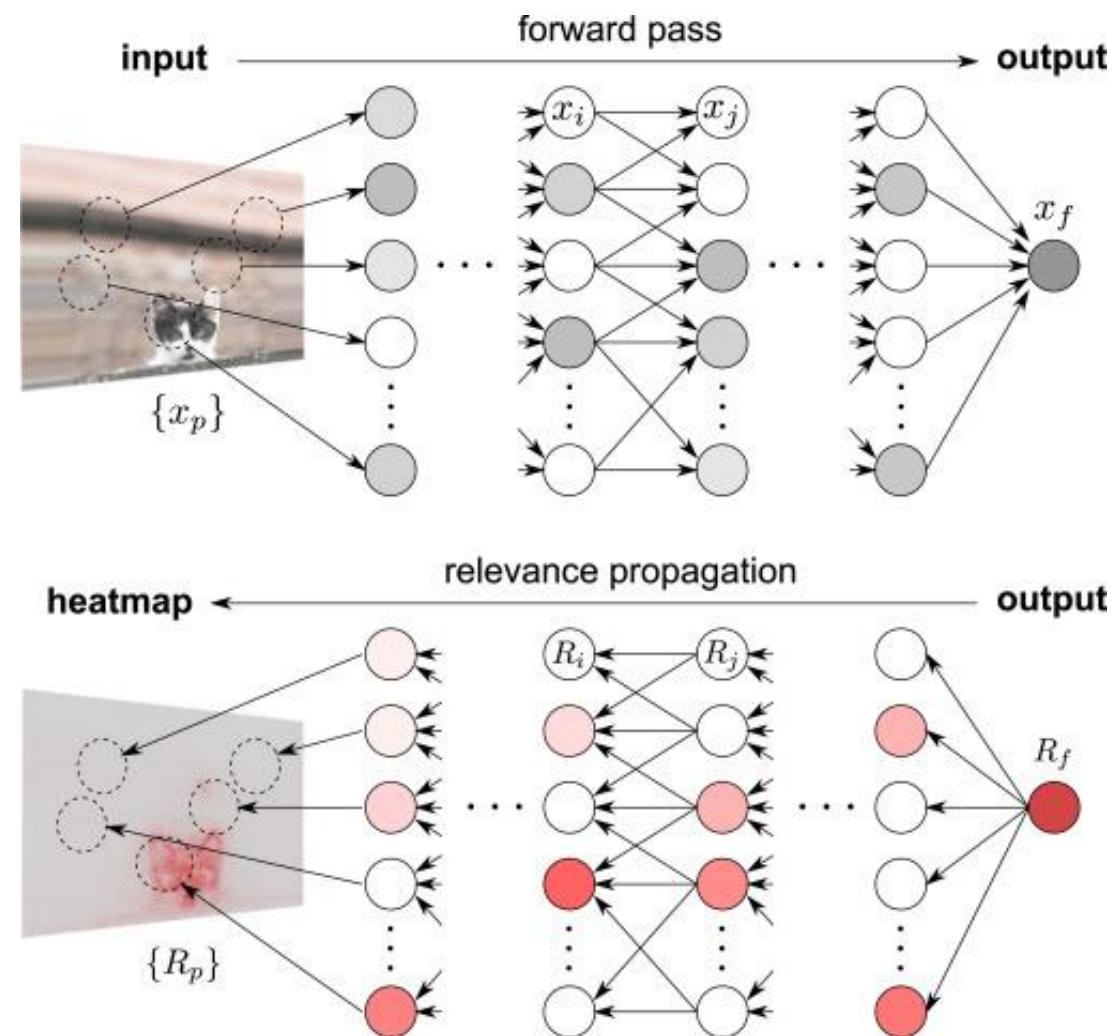 forward pass
input output
x_i x_j
x_f
. . . . . .
{x_p}
relevance propagation
heatmap output
R_i R_j
R_f
. . . . . .
{R_p}